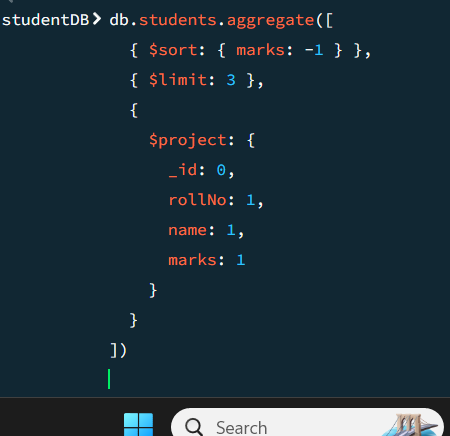 studentDB> db.students.aggregate([
{ $sort: { marks: -1 } },
{ $limit: 3 },
{
$project: {
_id: 0,
rollNo: 1,
name: 1,
marks: 1
}
}
])
Search